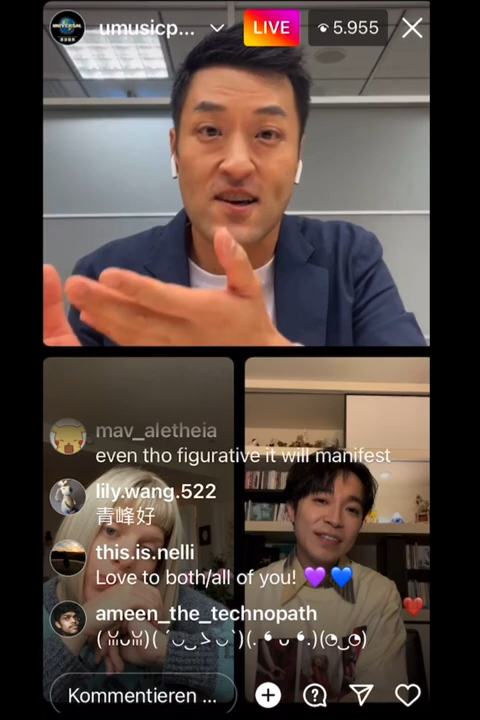 umusicp...
LIVE
5.955
mav_aletheia
even tho figurative it will manifest
lily.wang.522
青峰好
this.is.nelli
Love to both/all of you! 💜💙
ameen_the_technopath
Kommentieren ...